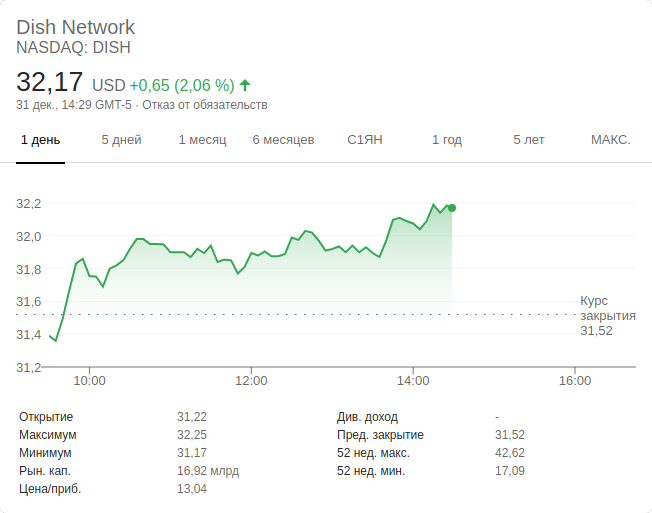 Dish Network
NASDAQ: DISH
32,17 USD +0,65 (2,06 %)
31 дек., 14:29 GMT-5 · Отказ от обязательств
1 день 5 дней 1 месяц 6 месяцев С1ЯН 1 год 5 лет МАКС.
32,2
32,0
31,8
31,6
31,4
31,2
Курс
закрытия
31,52
10:00 12:00 14:00 16:00
Открытие 31,22 Див. доход -
Максимум 32,25 Пред. закрытие 31,52
Минимум 31,17 52 нед. макс. 42,62
Рын. кап. 16,92 млрд 52 нед. мин. 17,09
Цена/приб. 13,04